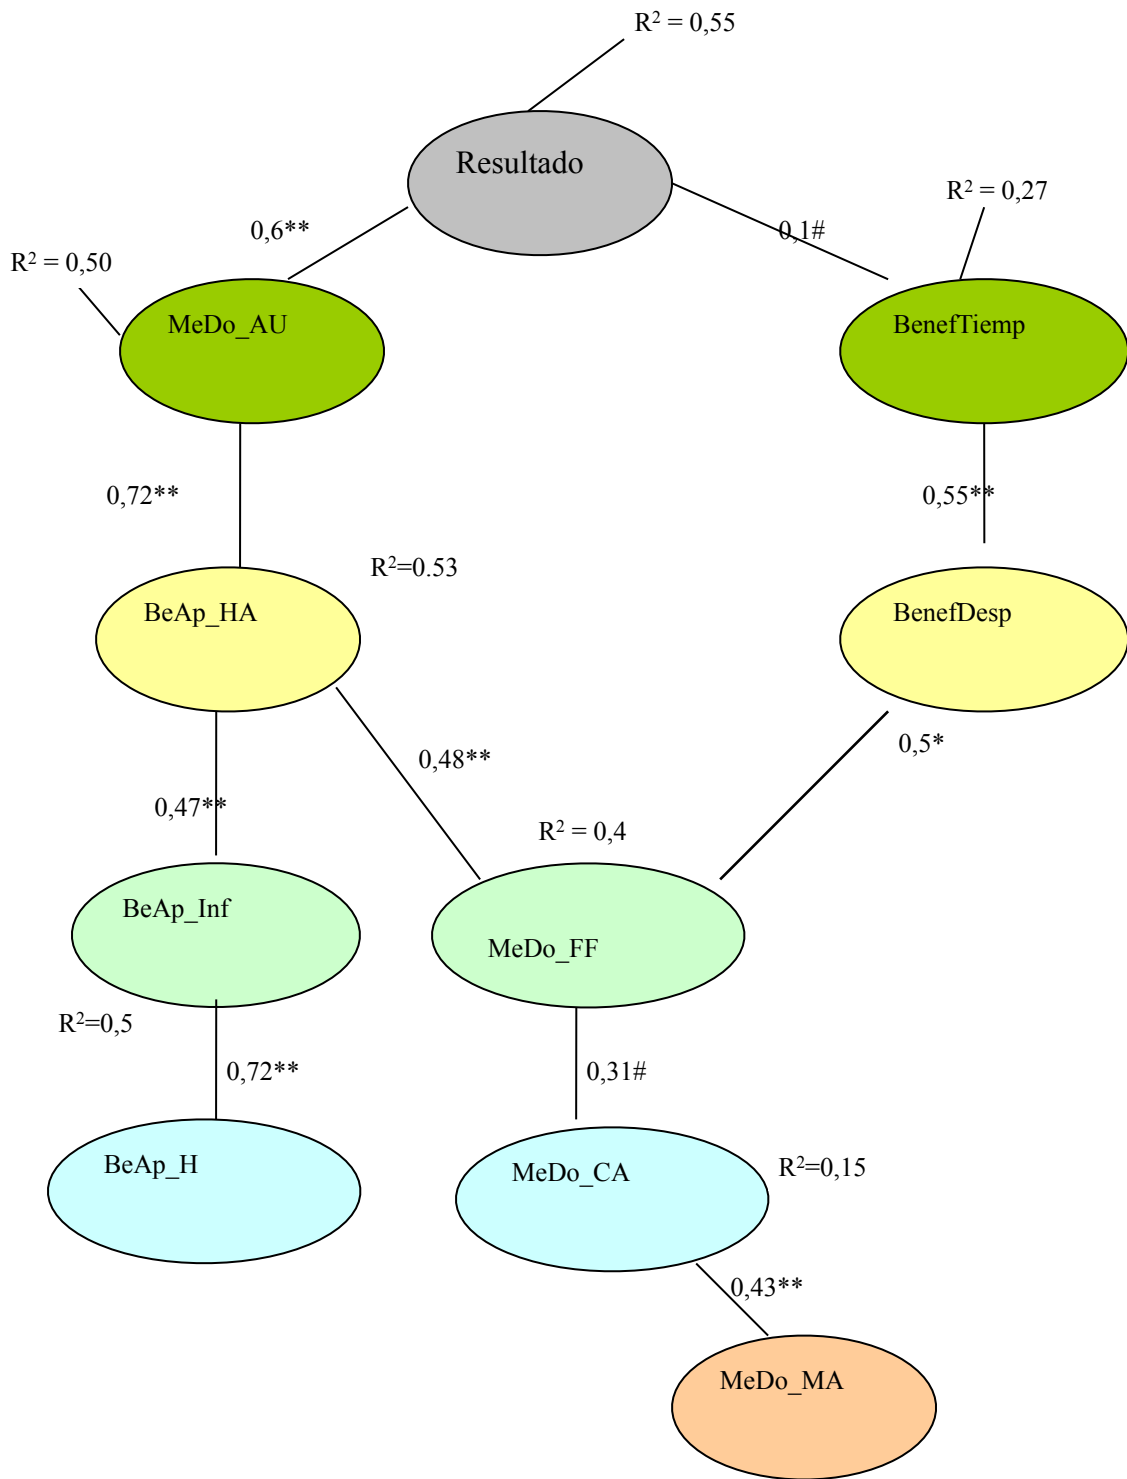 R² = 0,55
Resultado
R² = 0,27
0,6**
0,1#
R² = 0,50
MeDo_AU
BenefTiemp
0,72**
0,55**
R²=0.53
BeAp_HA
BenefDesp
0,48**
0,5*
0,47**
R² = 0,4
BeAp_Inf
MeDo_FF
R²=0,5
0,72**
0,31#
BeAp_H
MeDo_CA
R²=0,15
0,43**
MeDo_MA